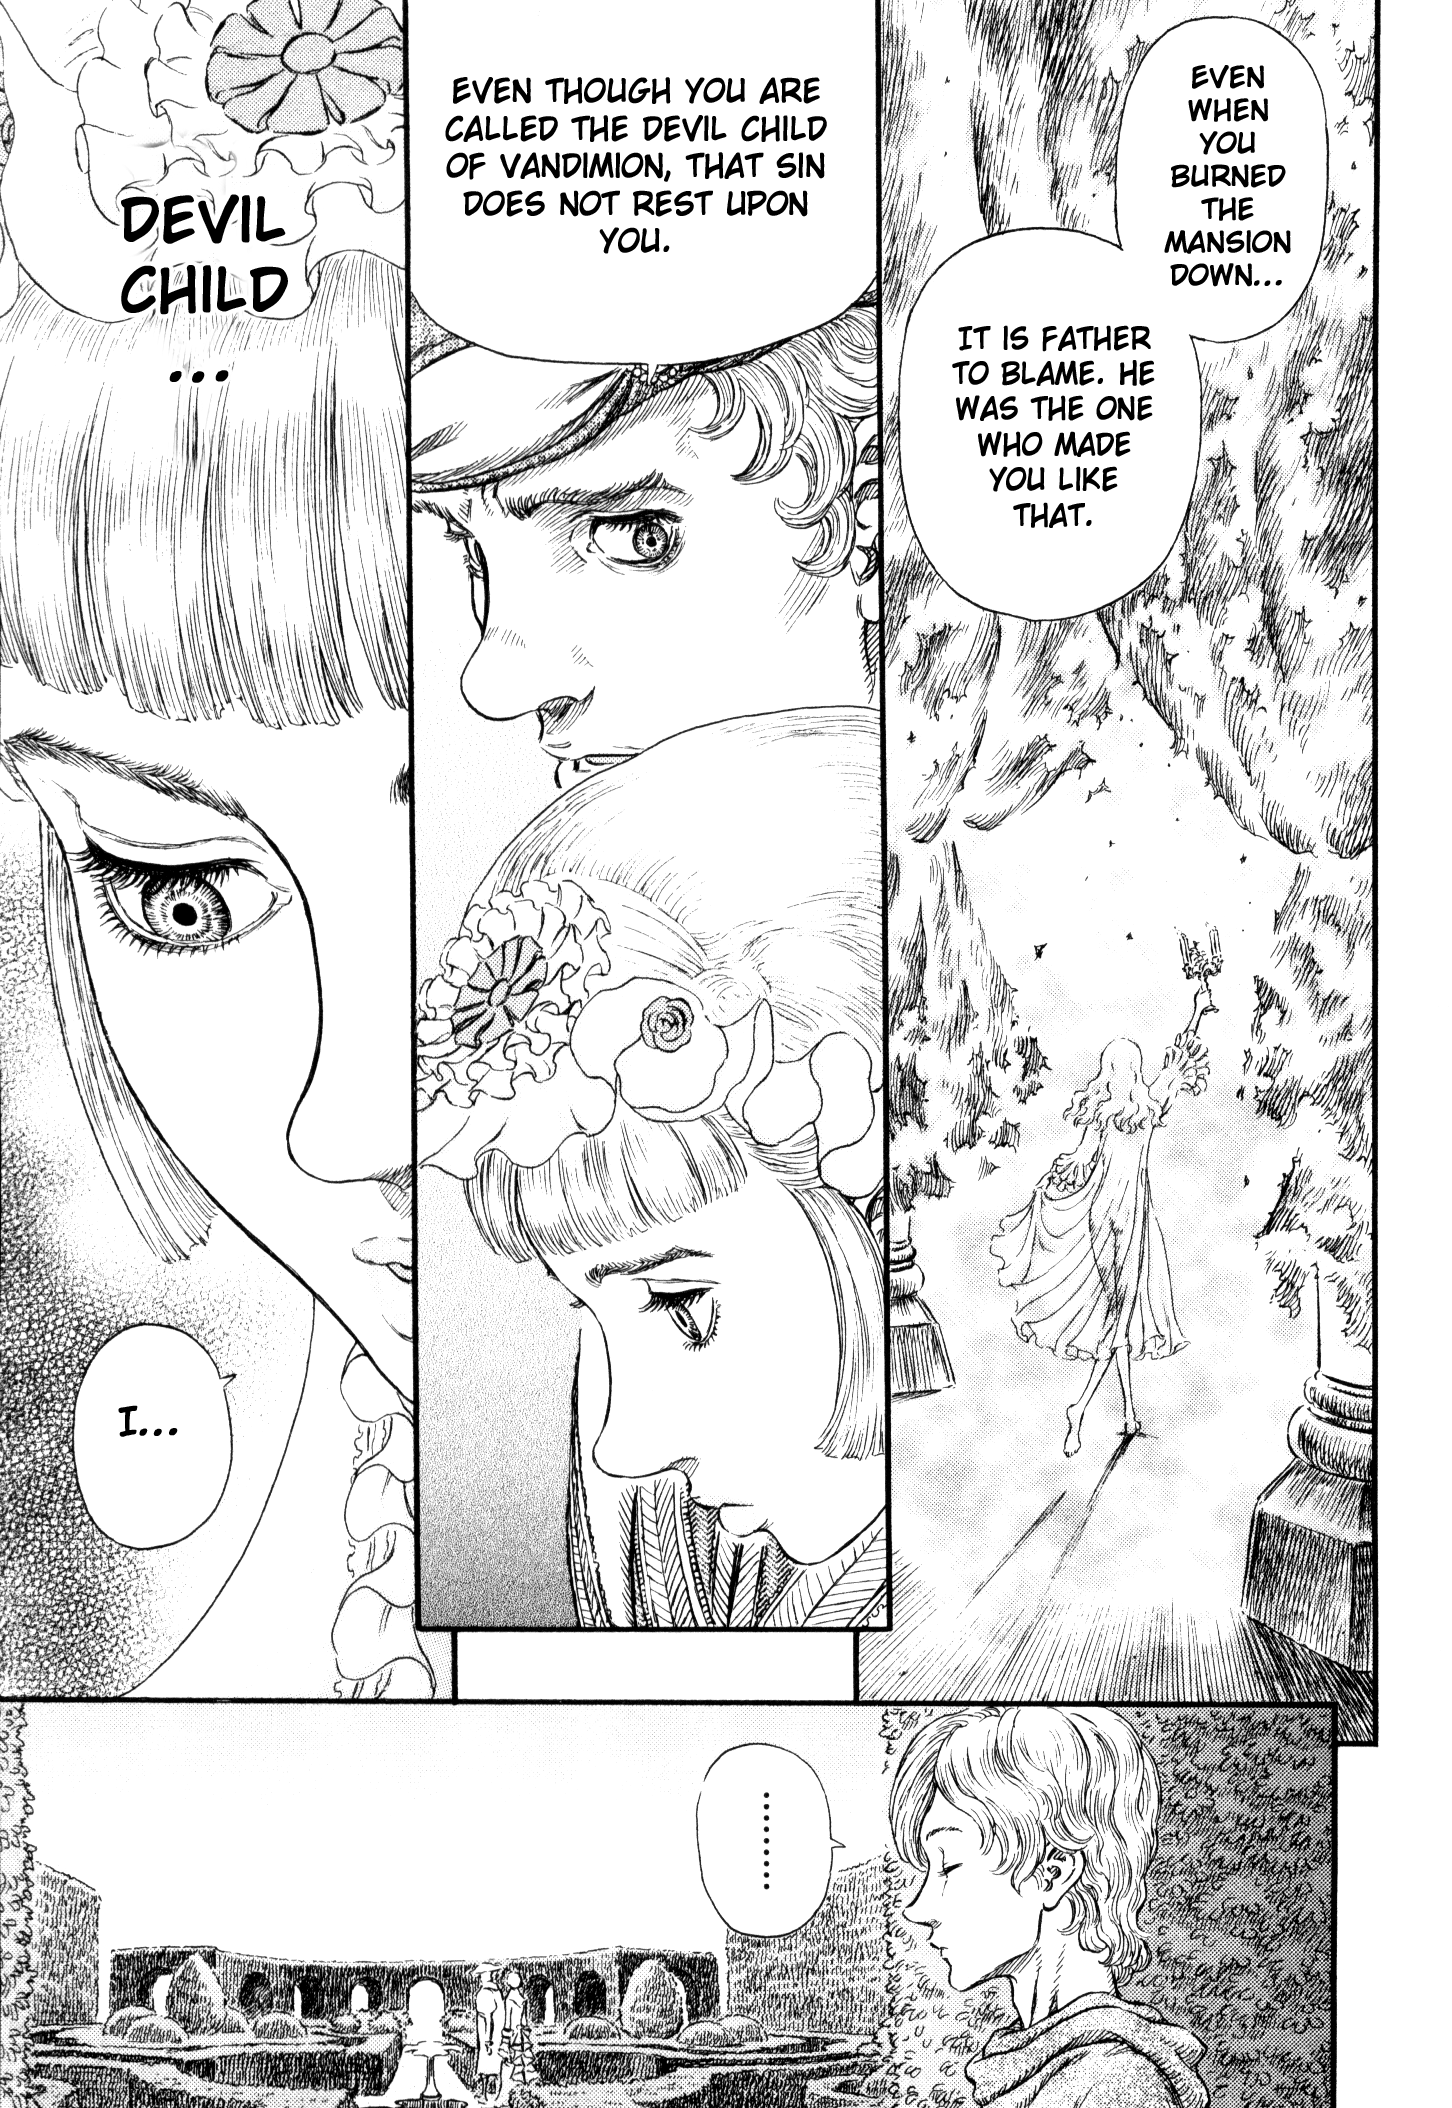 EVEN
WHEN
YOU
BURNED
THE
MANSION
DOWN...
IT IS FATHER
TO BLAME. HE
WAS THE ONE
WHO MADE
YOU LIKE
THAT.
EVEN THOUGH YOU ARE
CALLED THE DEVIL CHILD
OF VANDIMION, THAT SIN
DOES NOT REST UPON
YOU.
DEVIL
CHILD
...
I...
.........